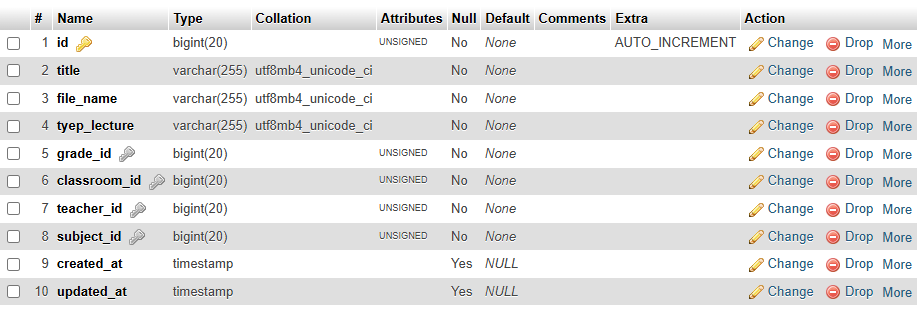 # Name Type Collation Attributes Null Default Comments Extra Action
1 id bigint(20) UNSIGNED No None AUTO_INCREMENT Change Drop More
2 title varchar(255) utf8mb4_unicode_ci No None Change Drop More
3 file_name varchar(255) utf8mb4_unicode_ci No None Change Drop More
4 tyep_lecture varchar(255) utf8mb4_unicode_ci No None Change Drop More
5 grade_id bigint(20) UNSIGNED No None Change Drop More
6 classroom_id bigint(20) UNSIGNED No None Change Drop More
7 teacher_id bigint(20) UNSIGNED No None Change Drop More
8 subject_id bigint(20) UNSIGNED No None Change Drop More
9 created_at timestamp Yes NULL Change Drop More
10 updated_at timestamp Yes NULL Change Drop More